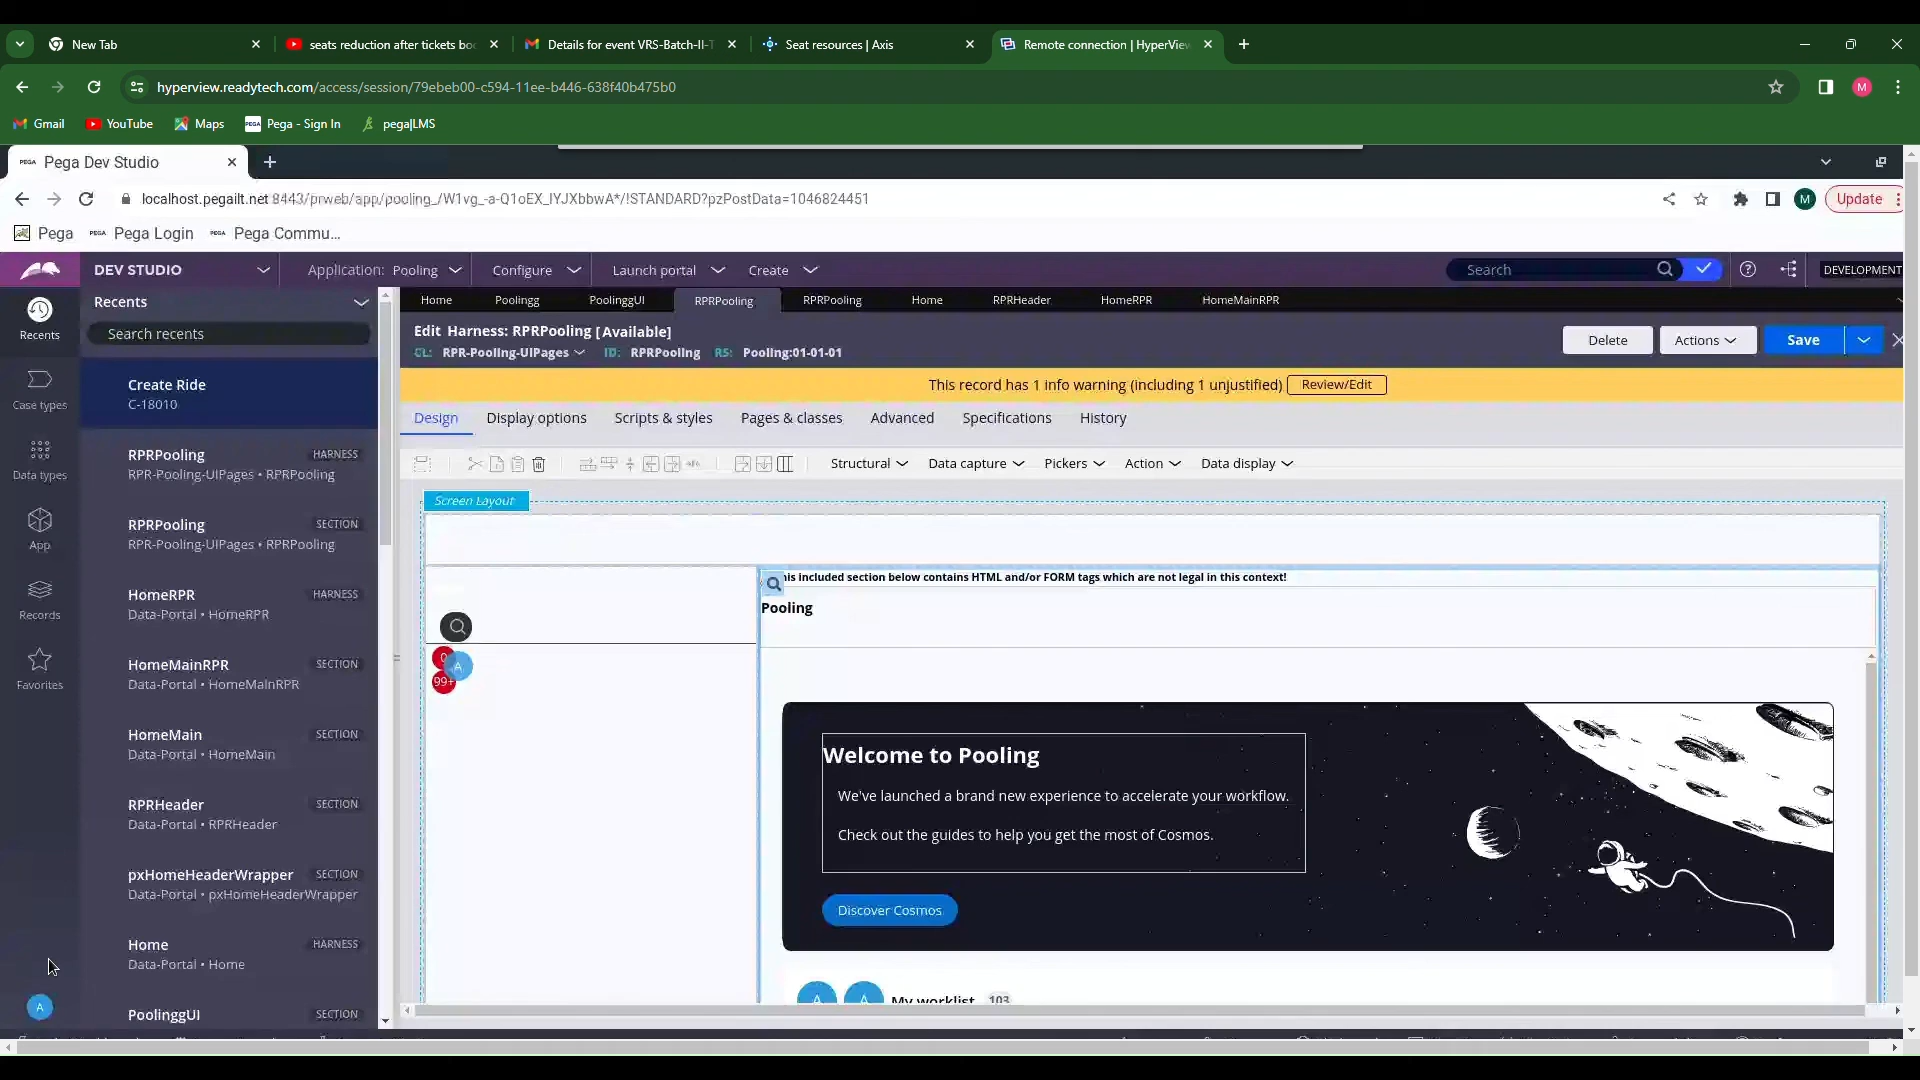 New Tab
seats reduction after tickets boo
Details for event VRS-Batch-II-T
Seat resources | Axis
Remote connection | HyperView
hyperview.readytech.com/access/session/79ebeb00-c594-11ee-b446-638f40b475b0
M
Gmail
YouTube
Maps
PEGA Pega - Sign In
pega|LMS
PEGA Pega Dev Studio
localhost.pegailt.net:8443/prweb/app/pooling_/W1vg_-a-Q1oEX_IYJXbbwA*/!STANDARD?pzPostData=1046824451
M
Update
Pega
PEGA Pega Login
PEGA Pega Commu...
DEV STUDIO
Application: Pooling
Configure
Launch portal
Create
Search
DEVELOPMENT
Recents
Recents
Search recents
Case types
Data types
App
Records
Favorites
A
Create Ride
C-18010
RPRPooling HARNESS
RPR-Pooling-UIPages • RPRPooling
RPRPooling SECTION
RPR-Pooling-UIPages • RPRPooling
HomeRPR HARNESS
Data-Portal • HomeRPR
HomeMainRPR SECTION
Data-Portal • HomeMainRPR
HomeMain SECTION
Data-Portal • HomeMain
RPRHeader SECTION
Data-Portal • RPRHeader
pxHomeHeaderWrapper SECTION
Data-Portal • pxHomeHeaderWrapper
Home HARNESS
Data-Portal • Home
PoolinggUI SECTION
Home Poolingg PoolinggUI RPRPooling RPRPooling Home RPRHeader HomeRPR HomeMainRPR
Edit Harness: RPRPooling [Available]
CL: RPR-Pooling-UIPages ID: RPRPooling RS: Pooling:01-01-01
Delete
Actions
Save
This record has 1 info warning (including 1 unjustified) Review/Edit
Design Display options Scripts & styles Pages & classes Advanced Specifications History
Structural Data capture Pickers Action Data display
Screen Layout
his included section below contains HTML and/or FORM tags which are not legal in this context!
Pooling
0
A
99+
Welcome to Pooling
We've launched a brand new experience to accelerate your workflow.
Check out the guides to help you get the most of Cosmos.
Discover Cosmos
A A My worklist 103